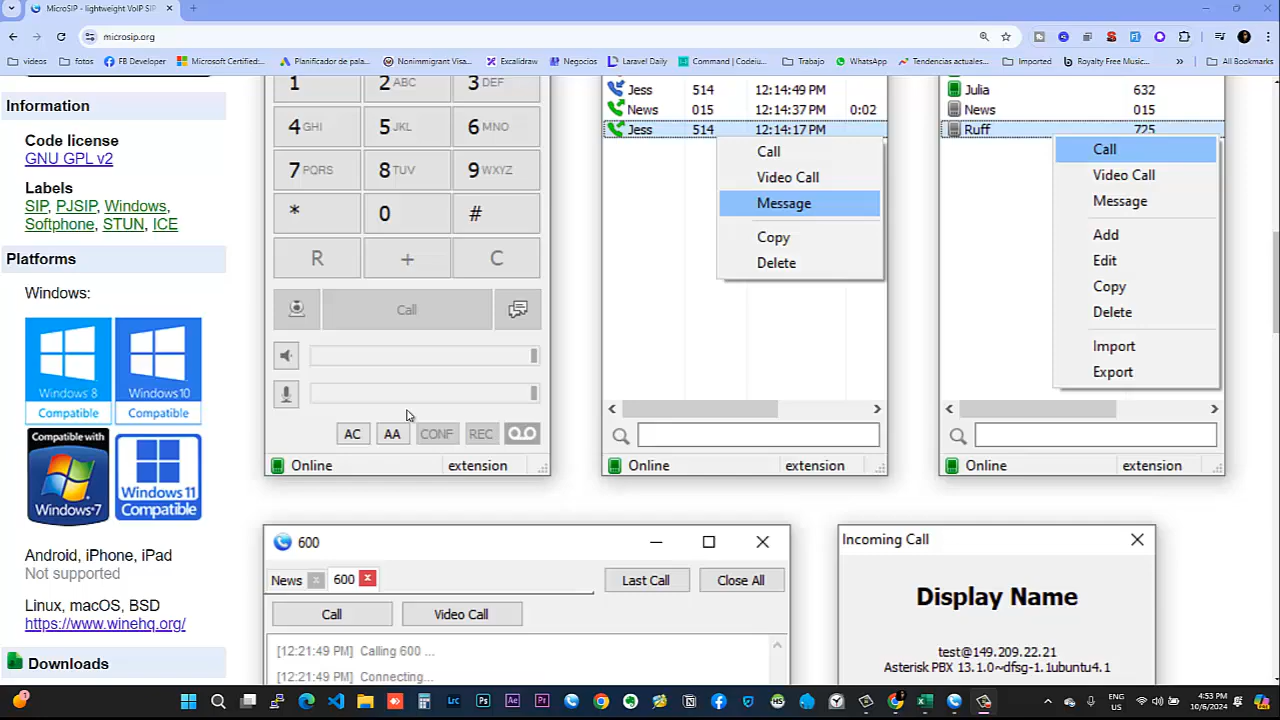 MicroSIP - lightweight VoIP SIP
microsip.org
videos
fotos
FB Developer
Microsoft Certified...
Planificador de pala...
Nonimmigrant Visa...
Excalidraw
Negocios
Laravel Daily
Command | Codeiu...
Trabajo
WhatsApp
Tendencias actuales...
Imported
Royalty Free Music...
All Bookmarks
Information
Code license
GNU GPL v2
Labels
SIP, PJSIP, Windows,
Softphone, STUN, ICE
Platforms
Windows:
Windows 8
Compatible
Windows 10
Compatible
Compatible with
Windows 7
Windows 11
Compatible
Android, iPhone, iPad
Not supported
Linux, macOS, BSD
https://www.winehq.org/
Downloads
1 2 ABC 3 DEF
4 GHI 5 JKL 6 MNO
7 PQRS 8 TUV 9 WXYZ
* 0 #
R + C
Call
AC AA CONF REC
Online extension
Jess 514 12:14:49 PM
News 015 12:14:37 PM 0:02
Jess 514 12:14:17 PM
Call
Video Call
Message
Copy
Delete
Online extension
Julia 632
News 015
Ruff 725
Call
Video Call
Message
Add
Edit
Copy
Delete
Import
Export
Online extension
600
News 600 Last Call Close All
Call Video Call
[12:21:49 PM] Calling 600 ...
[12:21:49 PM] Connecting...
Incoming Call
Display Name
test@149.209.22.21
Asterisk PBX 13.1.0~dfsg-1.1ubuntu4.1
ENG
US
4:53 PM
10/6/2024